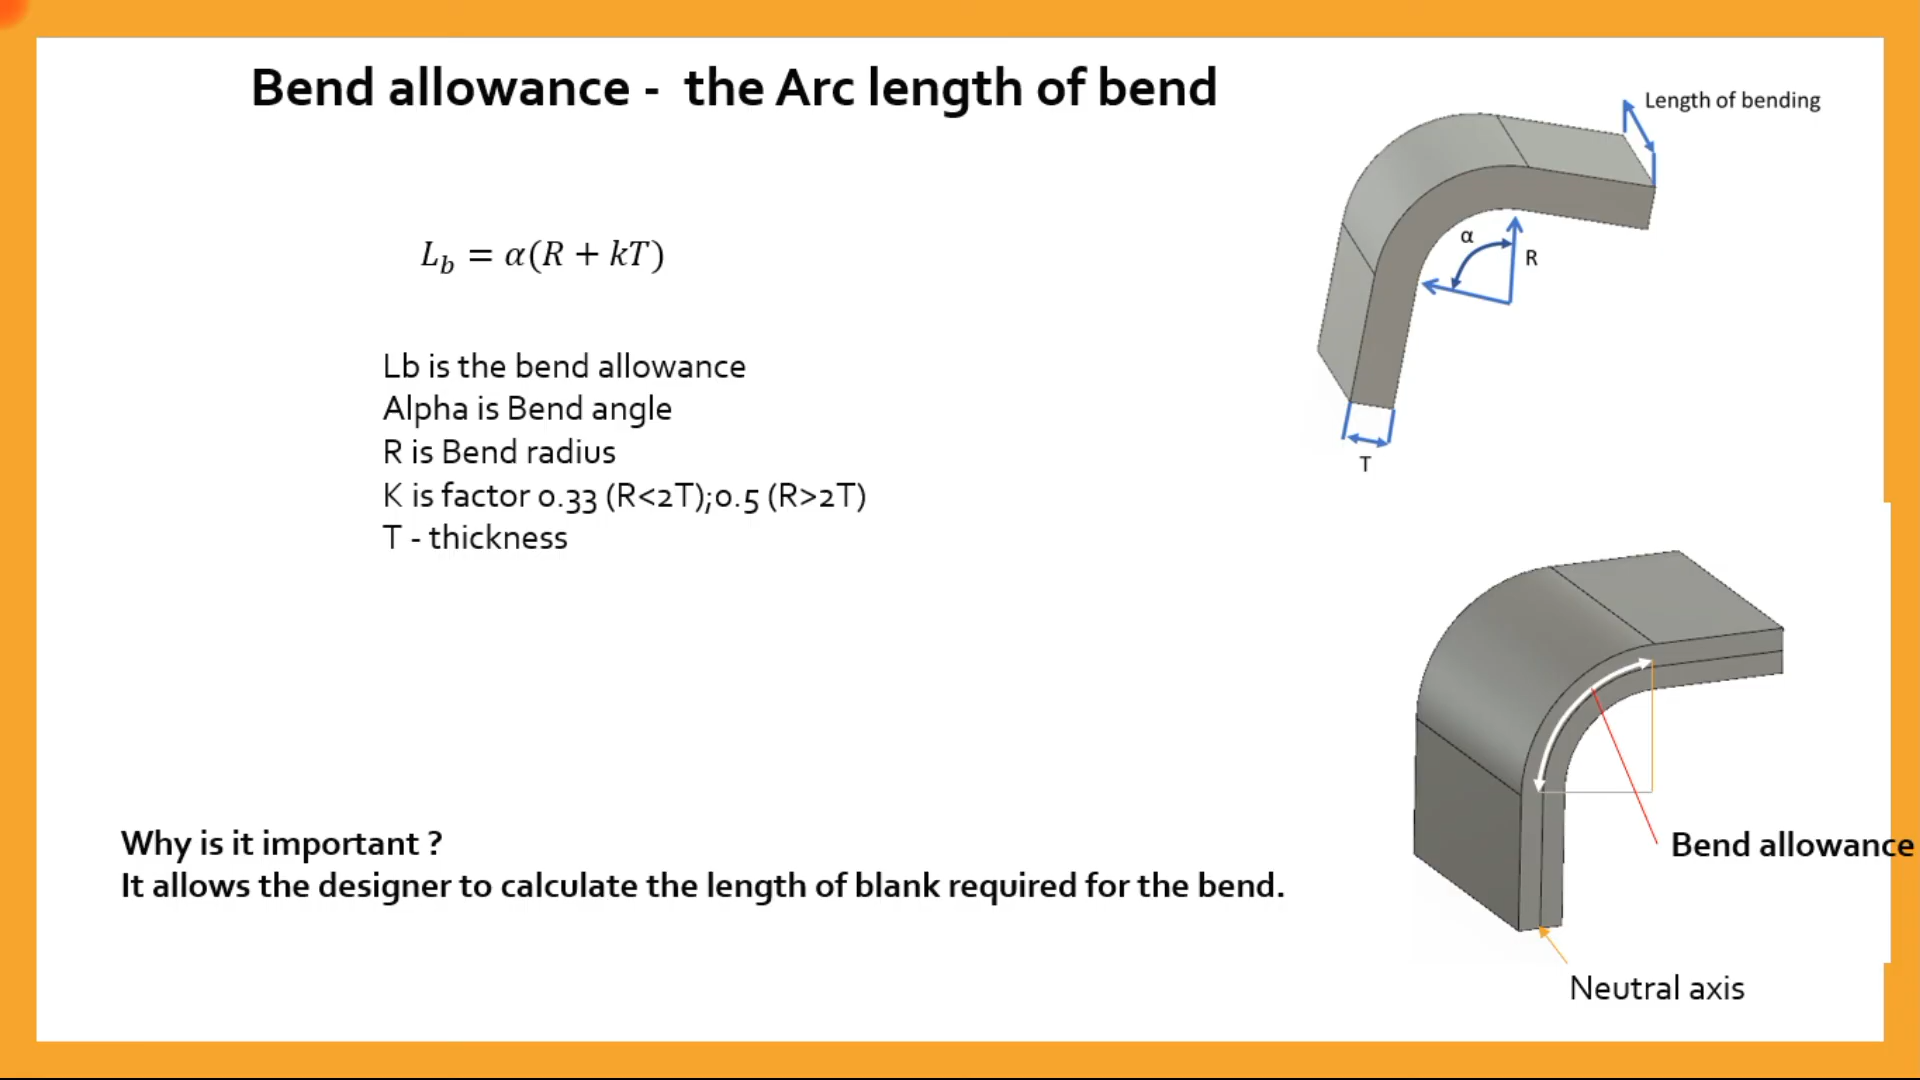 Bend allowance - the Arc length of bend
Length of bending
L_b = α(R + kT)
α
R
Lb is the bend allowance
Alpha is Bend angle
R is Bend radius
K is factor 0.33 (R<2T);0.5 (R>2T)
T - thickness
T
Why is it important ?
It allows the designer to calculate the length of blank required for the bend.
Bend allowance
Neutral axis